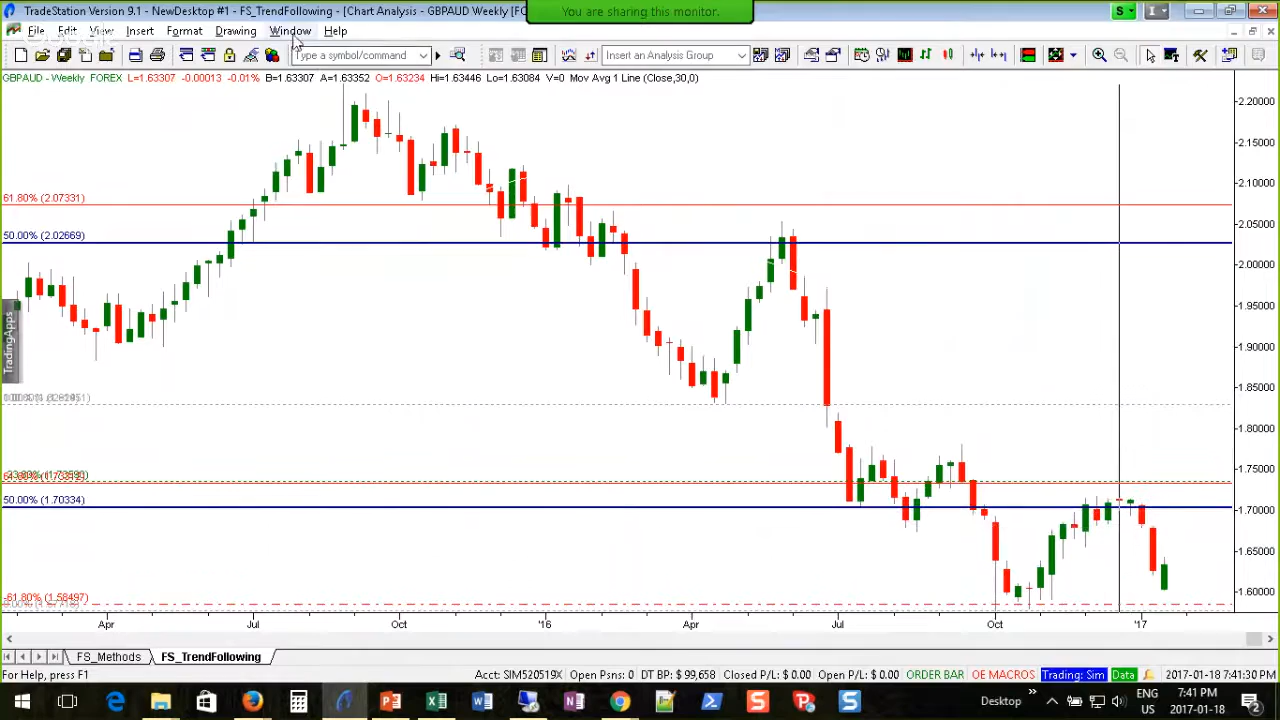 TradeStation Version 9.1 - NewDesktop #1 - FS_TrendFollowing - [Chart Analysis - GBPAUD Weekly [FO
You are sharing this monitor.
File Edit View Insert Format Drawing Window Help
Type a symbol/command
Insert an Analysis Group
GBPAUD - Weekly FOREX L=1.63307 -0.00013 -0.01% B=1.63307 A=1.63352 O=1.63234 Hi=1.63446 Lo=1.63084 V=0 Mov Avg 1 Line (Close,30,0)
2.20000
2.15000
2.10000
61.80% (2.07331)
2.05000
50.00% (2.02669)
2.00000
1.95000
TradingApps
1.90000
1.85000
1.80000
1.75000
50.00% (1.70334)
1.70000
1.65000
-61.80% (1.58497)
1.60000
Apr Jul Oct '16 Apr Jul Oct '17
FS_Methods FS_TrendFollowing
For Help, press F1
Acct: SIM520519X Open Psns: 0 DT BP: $ 99,658 Closed P/L: $ 0.00 Open P/L: $ 0.00 ORDER BAR OE MACROS Trading: Sim Data 2017-01-18 7:41:30 PM
Desktop
ENG
US
7:41 PM
2017-01-18
2